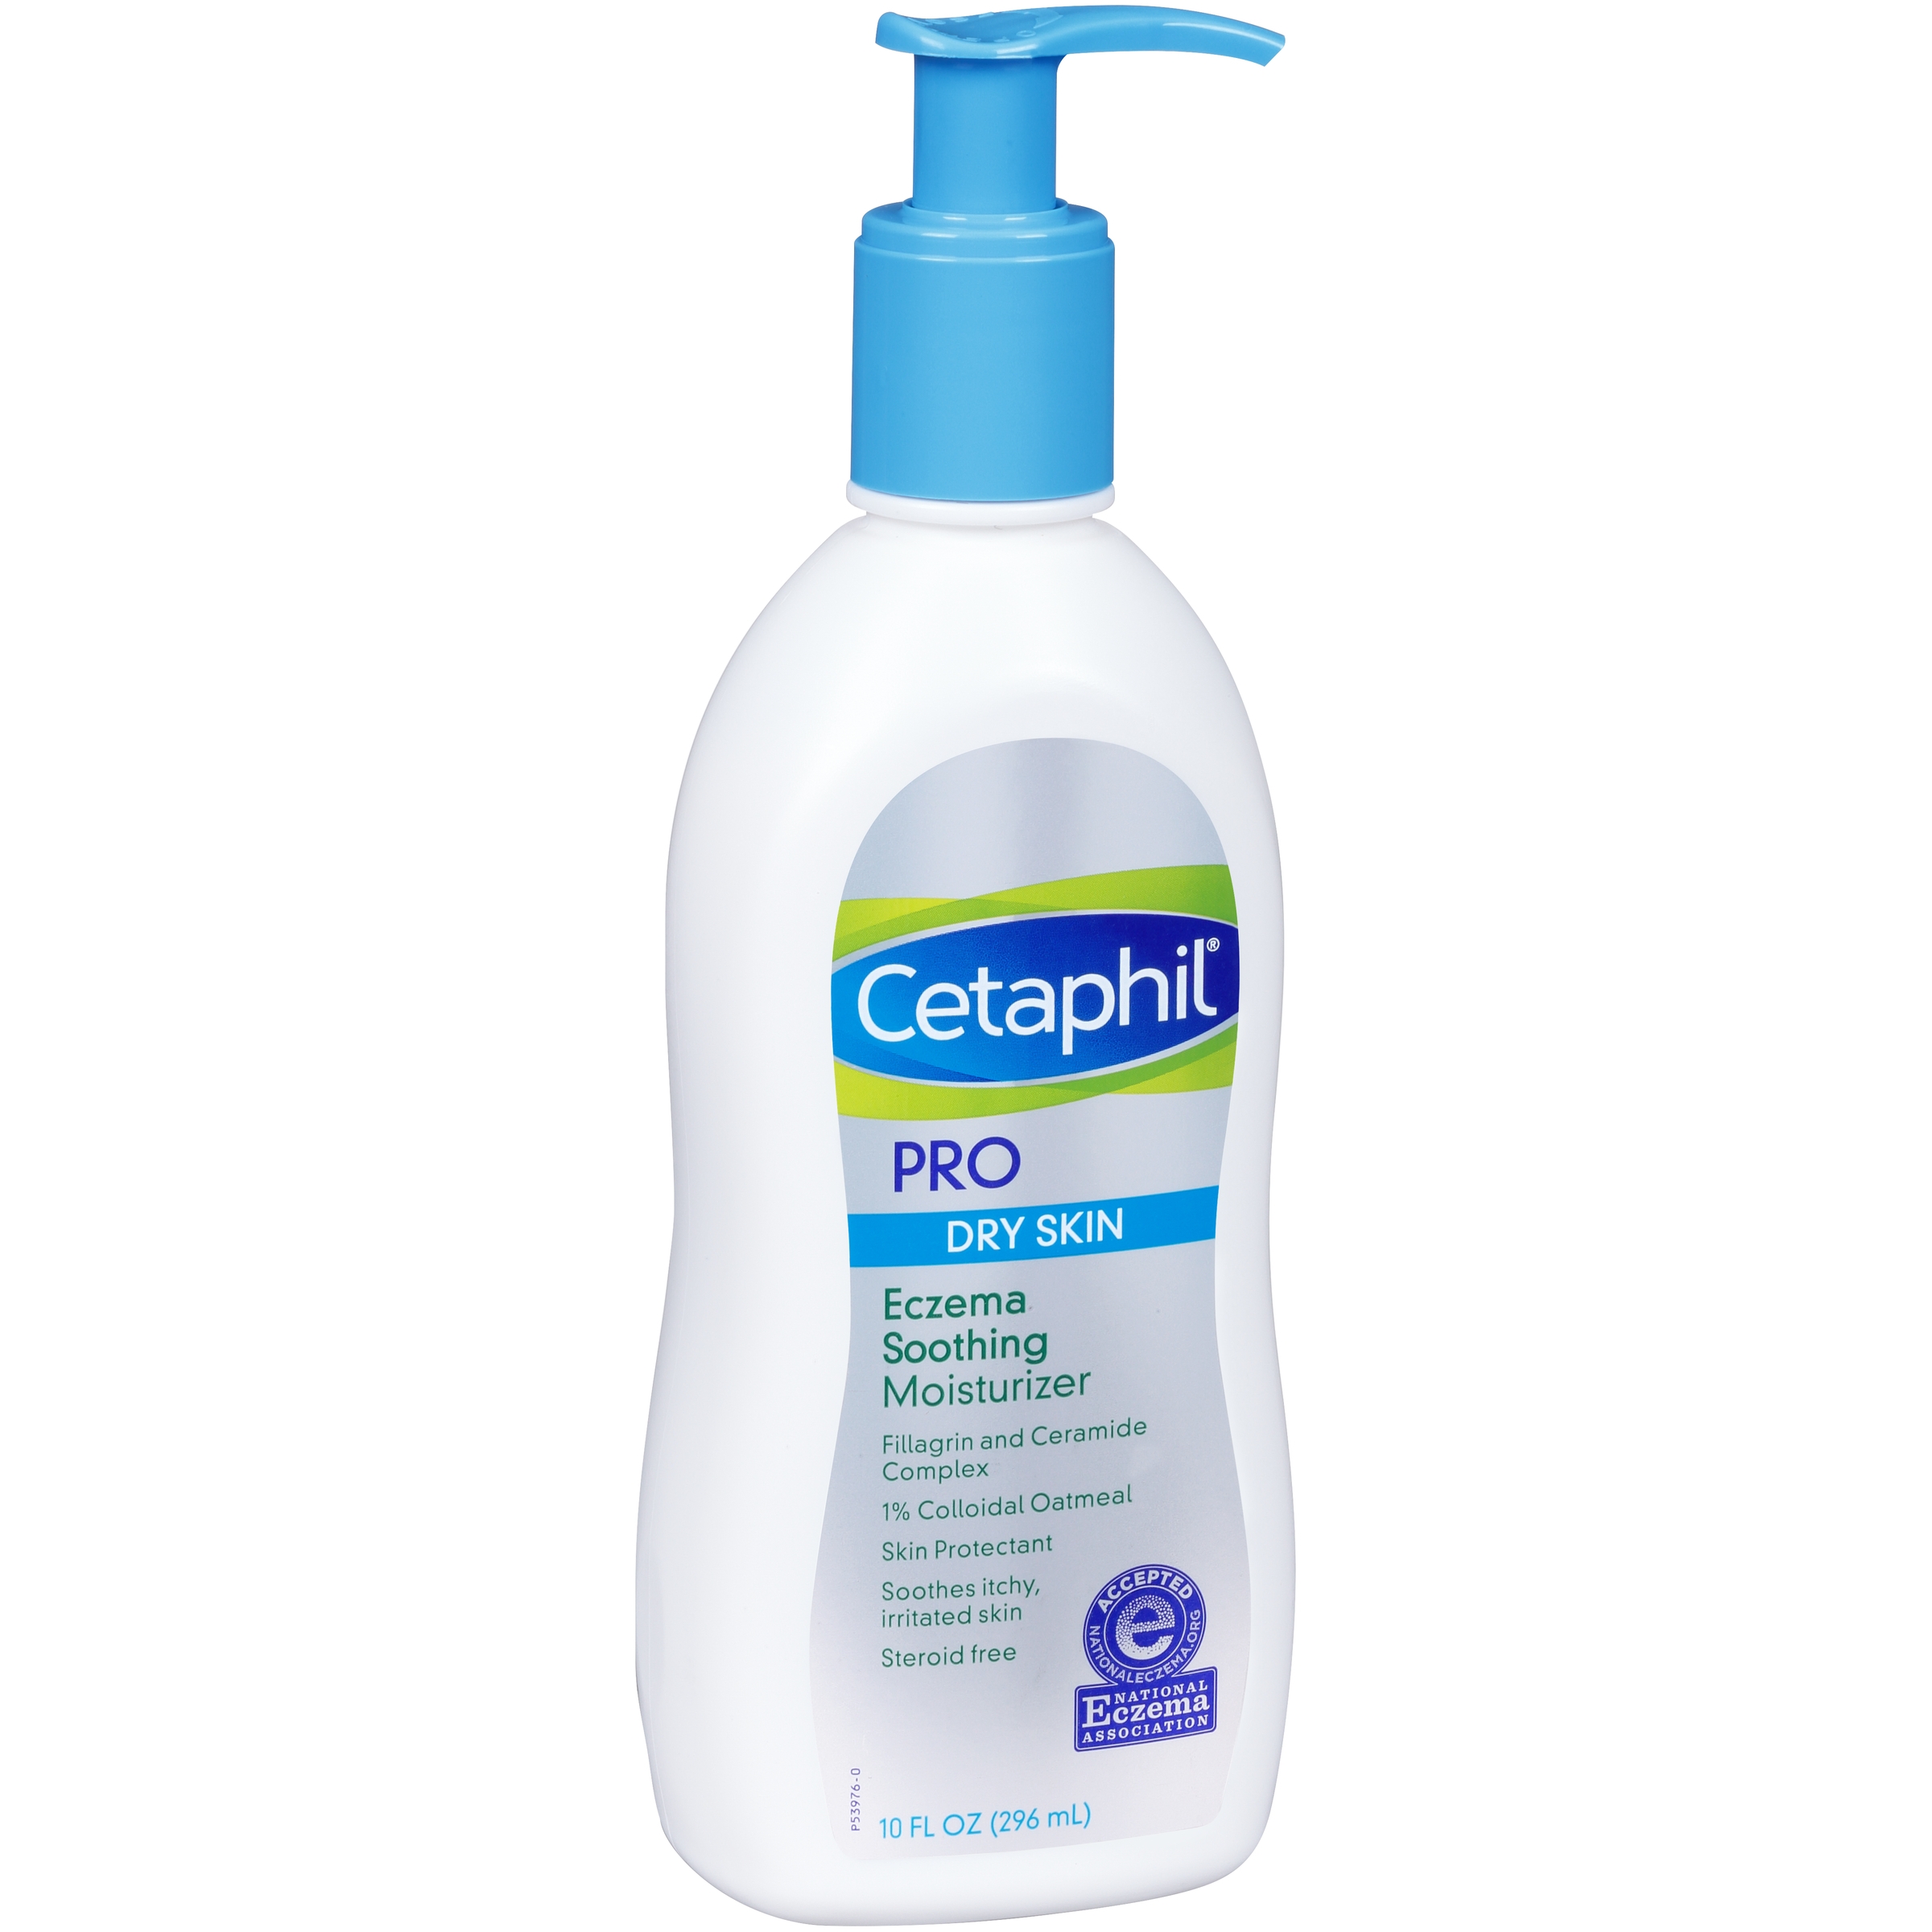 Cetaphil®
PRO
DRY SKIN
Eczema
Soothing
Moisturizer
Fillagrin and Ceramide
Complex
1% Colloidal Oatmeal
Skin Protectant
Soothes itchy,
irritated skin
Steroid free
ACCEPTED
e
NATIONALECZEMA.ORG
NATIONAL
Eczema
ASSOCIATION
P53976-0
10 FL OZ (296 mL)